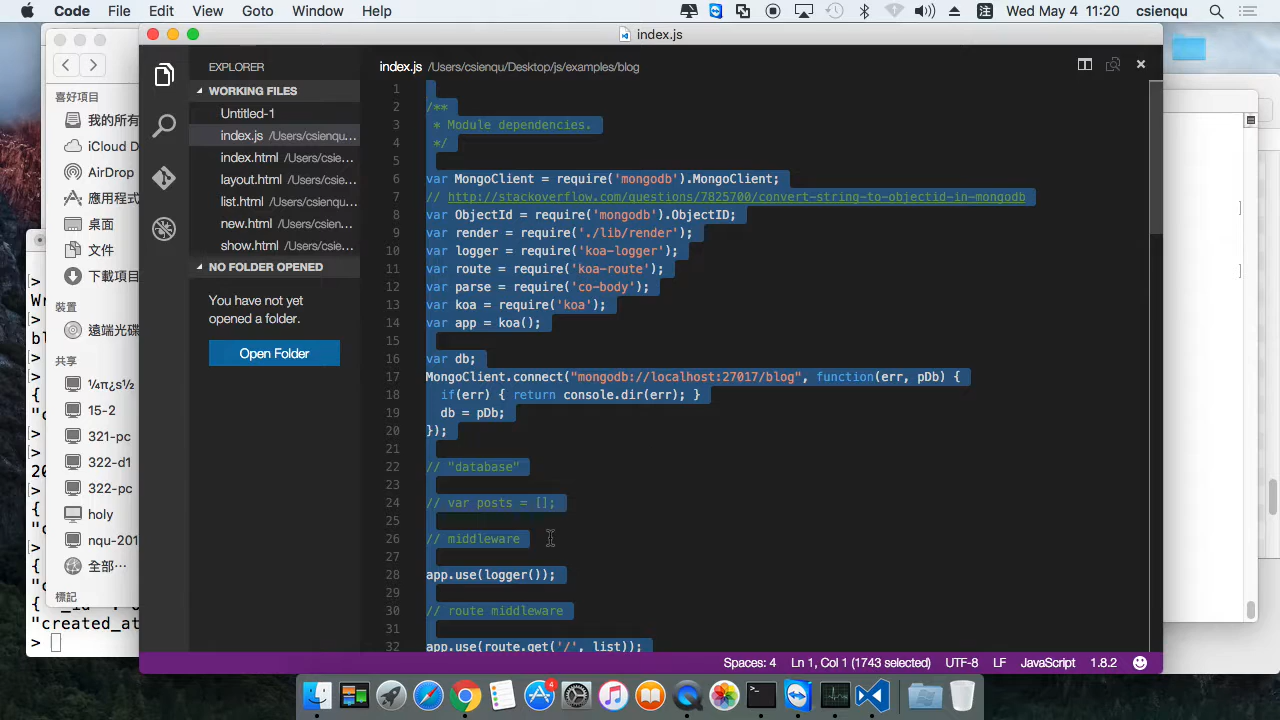 Code File Edit View Goto Window Help
注 Wed May 4 11:20 csienqu
index.js
喜好項目
我的所有
iCloud D
AirDrop
應用程式
桌面
文件
下載項目
裝置
遠端光碟
共享
15-2
321-pc
322-d1
322-pc
holy
nqu-201
全部…
標記
"created_at
>
EXPLORER
WORKING FILES
Untitled-1
index.js /Users/csienqu...
index.html /Users/csie...
layout.html /Users/csi...
list.html /Users/csienq...
new.html /Users/csien...
show.html /Users/csie...
NO FOLDER OPENED
You have not yet
opened a folder.
Open Folder
index.js /Users/csienqu/Desktop/js/examples/blog
1
2 /**
3 * Module dependencies.
4 */
5
6 var MongoClient = require('mongodb').MongoClient;
7 // http://stackoverflow.com/questions/7825700/convert-string-to-objectid-in-mongodb
8 var ObjectId = require('mongodb').ObjectID;
9 var render = require('./lib/render');
10 var logger = require('koa-logger');
11 var route = require('koa-route');
12 var parse = require('co-body');
13 var koa = require('koa');
14 var app = koa();
15
16 var db;
17 MongoClient.connect("mongodb://localhost:27017/blog", function(err, pDb) {
18 if(err) { return console.dir(err); }
19 db = pDb;
20 });
21
22 // "database"
23
24 // var posts = [];
25
26 // middleware
27
28 app.use(logger());
29
30 // route middleware
31
32 app.use(route.get('/', list));
Spaces: 4 Ln 1, Col 1 (1743 selected) UTF-8 LF JavaScript 1.8.2
4